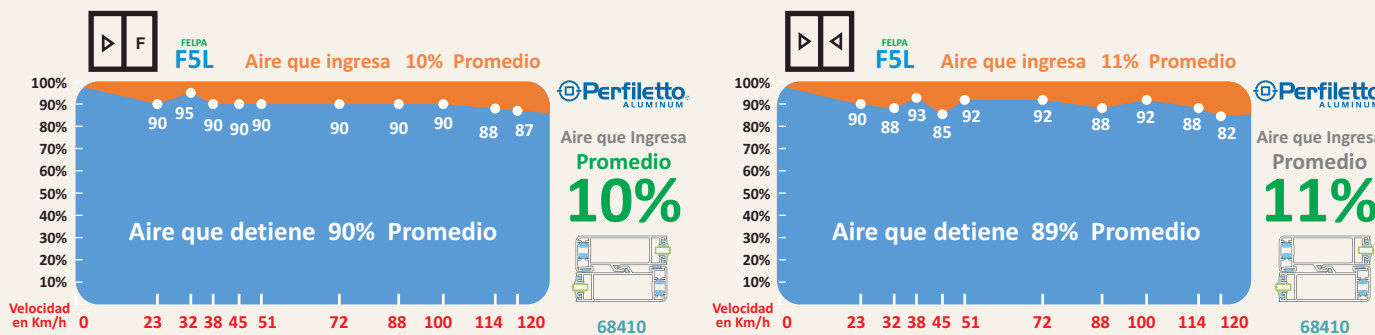 F
FELPA
F5L
Aire que ingresa 10% Promedio
100%
90%
80%
70%
60%
50%
40%
30%
20%
10%
90
95
90
90
90
90
90
90
88
87
Aire que detiene 90% Promedio
Velocidad
en Km/h
0 23 32 38 45 51 72 88 100 114 120
Perfiletto
ALUMINUM
Aire que Ingresa
Promedio
10%
68410
FELPA
F5L
Aire que ingresa 11% Promedio
100%
90%
80%
70%
60%
50%
40%
30%
20%
10%
90
88
93
85
92
92
88
92
88
82
Aire que detiene 89% Promedio
Velocidad
en Km/h
0 23 32 38 45 51 72 88 100 114 120
Perfiletto
ALUMINUM
Aire que Ingresa
Promedio
11%
68410